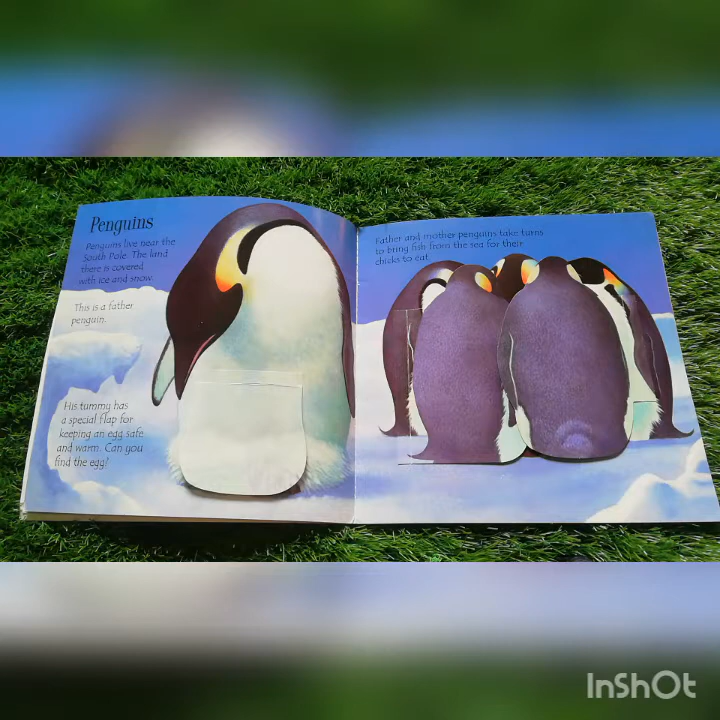 Penguins
Penguins live near the
South Pole. The land
there is covered
with ice and snow.
This is a father
penguin.
His tummy has
a special flap for
keeping an egg safe
and warm. Can you
find the egg?
Father and mother penguins take turns
to bring fish from the sea for their
chicks to eat.
InShOt